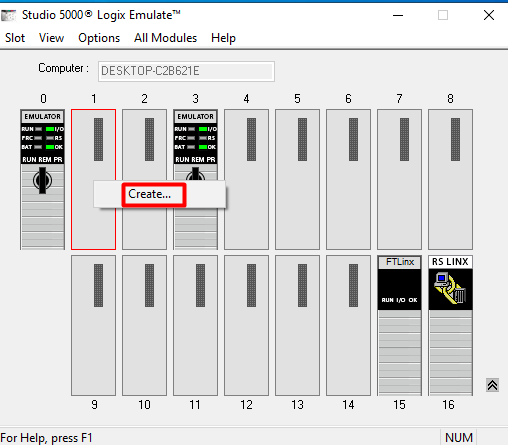 Studio 5000® Logix Emulate™
Slot View Options All Modules Help
Computer : DESKTOP-C2B621E
0 1 2 3 4 5 6 7 8
EMULATOR EMULATOR
RUN I/O RUN I/O
FRC RS FRC RS
BAT OK BAT OK
RUN REM PR RUN REM PR
Create...
FTLinx RS LINX
RUN I/O OK
9 10 11 12 13 14 15 16
For Help, press F1 NUM